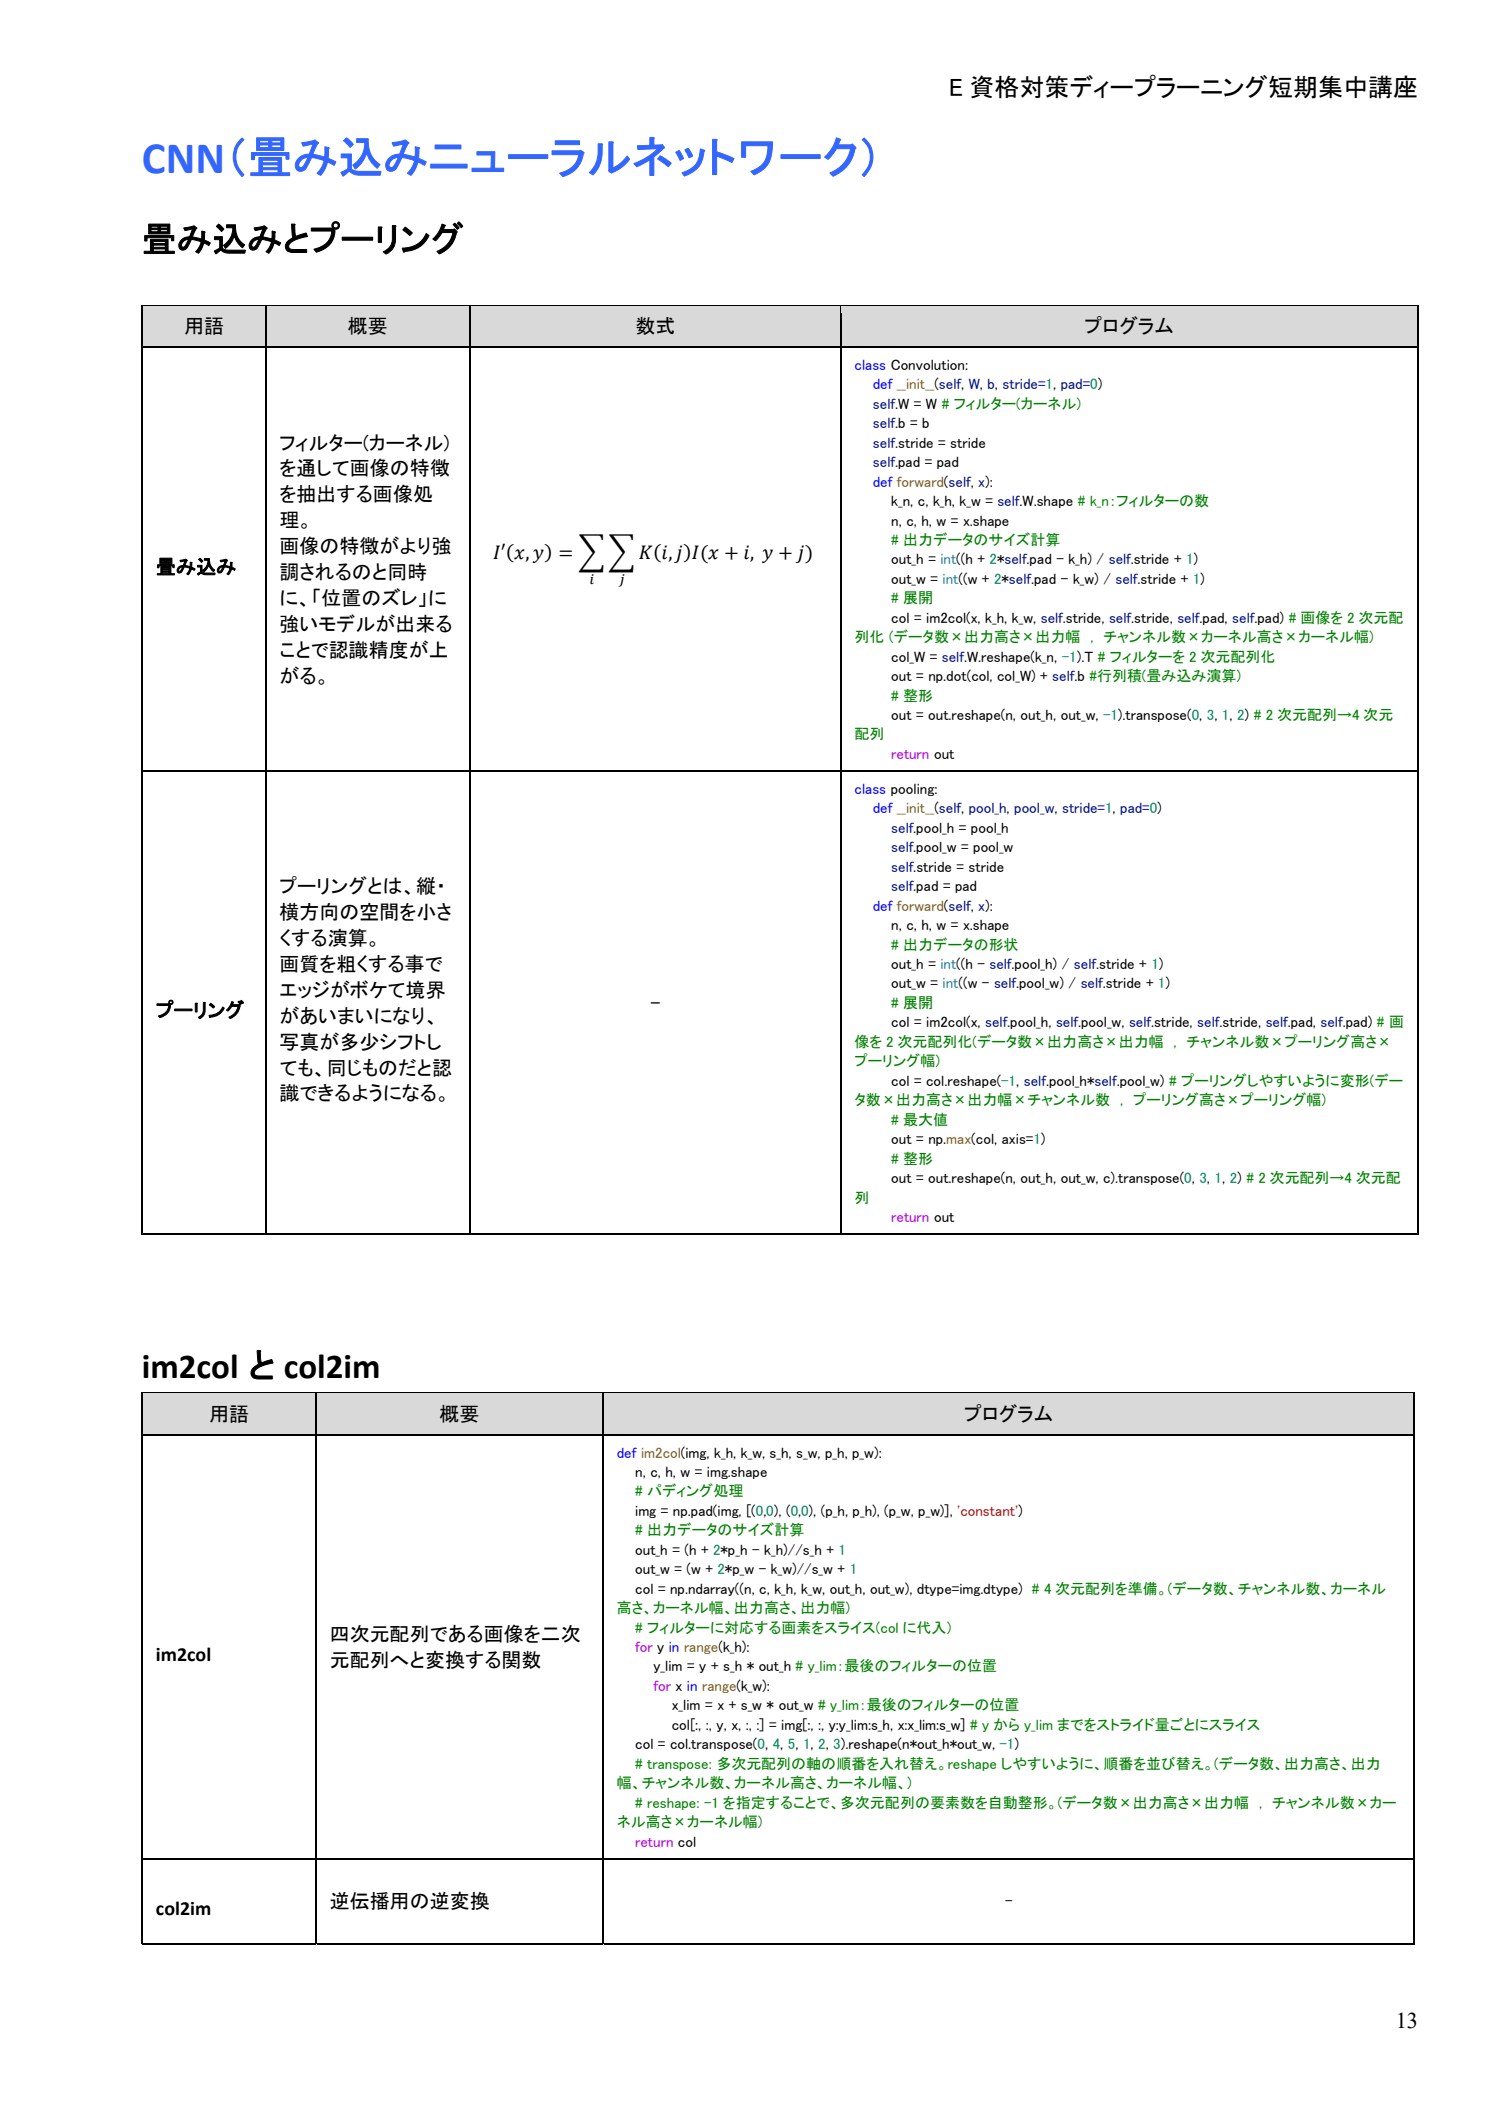 E 資格対策ディープラーニング短期集中講座
CNN（畳み込みニューラルネットワーク）
畳み込みとプーリング
用語 概要 数式 プログラム
畳み込み
フィルター（カーネル）
を通して画像の特徴
を抽出する画像処
理。
画像の特徴がより強
調されるのと同時
に、「位置のズレ」に
強いモデルが出来る
ことで認識精度が上
がる。
I′(x, y) = ∑i ∑j K(i, j)I(x + i, y + j)
class Convolution:
def __init__(self, W, b, stride=1, pad=0)
self.W = W # フィルター(カーネル)
self.b = b
self.stride = stride
self.pad = pad
def forward(self, x):
k_n, c, k_h, k_w = self.W.shape # k_n：フィルターの数
n, c, h, w = x.shape
# 出力データのサイズ計算
out_h = int((h + 2*self.pad - k_h) / self.stride + 1)
out_w = int((w + 2*self.pad - k_w) / self.stride + 1)
# 展開
col = im2col(x, k_h, k_w, self.stride, self.stride, self.pad, self.pad) # 画像を 2 次元配
列化（データ数×出力高さ×出力幅 ， チャンネル数×カーネル高さ×カーネル幅）
col_W = self.W.reshape(k_n, -1).T # フィルターを 2 次元配列化
out = np.dot(col, col_W) + self.b #行列積(畳み込み演算)
# 整形
out = out.reshape(n, out_h, out_w, -1).transpose(0, 3, 1, 2) # 2 次元配列→4 次元
配列
return out
プーリング
プーリングとは、縦・
横方向の空間を小さ
くする演算。
画質を粗くする事で
エッジがボケて境界
があいまいになり、
写真が多少シフトし
ても、同じものだと認
識できるようになる。
－
class pooling:
def __init__(self, pool_h, pool_w, stride=1, pad=0)
self.pool_h = pool_h
self.pool_w = pool_w
self.stride = stride
self.pad = pad
def forward(self, x):
n, c, h, w = x.shape
# 出力データの形状
out_h = int((h - self.pool_h) / self.stride + 1)
out_w = int((w - self.pool_w) / self.stride + 1)
# 展開
col = im2col(x, self.pool_h, self.pool_w, self.stride, self.stride, self.pad, self.pad) # 画
像を 2 次元配列化(データ数×出力高さ×出力幅 ， チャンネル数×プーリング高さ×
プーリング幅)
col = col.reshape(-1, self.pool_h*self.pool_w) # プーリングしやすいように変形(デー
タ数×出力高さ×出力幅×チャンネル数 ， プーリング高さ×プーリング幅)
# 最大値
out = np.max(col, axis=1)
# 整形
out = out.reshape(n, out_h, out_w, c).transpose(0, 3, 1, 2) # 2 次元配列→4 次元配
列
return out
im2col と col2im
用語 概要 プログラム
im2col
四次元配列である画像を二次
元配列へと変換する関数
def im2col(img, k_h, k_w, s_h, s_w, p_h, p_w):
n, c, h, w = img.shape
# パディング処理
img = np.pad(img, [(0,0), (0,0), (p_h, p_h), (p_w, p_w)], 'constant')
# 出力データのサイズ計算
out_h = (h + 2*p_h - k_h)//s_h + 1
out_w = (w + 2*p_w - k_w)//s_w + 1
col = np.ndarray((n, c, k_h, k_w, out_h, out_w), dtype=img.dtype) # 4 次元配列を準備。（データ数、チャンネル数、カーネル
高さ、カーネル幅、出力高さ、出力幅）
# フィルターに対応する画素をスライス(col に代入)
for y in range(k_h):
y_lim = y + s_h * out_h # y_lim：最後のフィルターの位置
for x in range(k_w):
x_lim = x + s_w * out_w # y_lim：最後のフィルターの位置
col[:, :, y, x, :, :] = img[:, :, y:y_lim:s_h, x:x_lim:s_w] # y から y_lim までをストライド量ごとにスライス
col = col.transpose(0, 4, 5, 1, 2, 3).reshape(n*out_h*out_w, -1)
# transpose: 多次元配列の軸の順番を入れ替え。reshape しやすいように、順番を並び替え。（データ数、出力高さ、出力
幅、チャンネル数、カーネル高さ、カーネル幅、）
# reshape: -1 を指定することで、多次元配列の要素数を自動整形。（データ数×出力高さ×出力幅 ， チャンネル数×カー
ネル高さ×カーネル幅）
return col
col2im
逆伝播用の逆変換
－
13